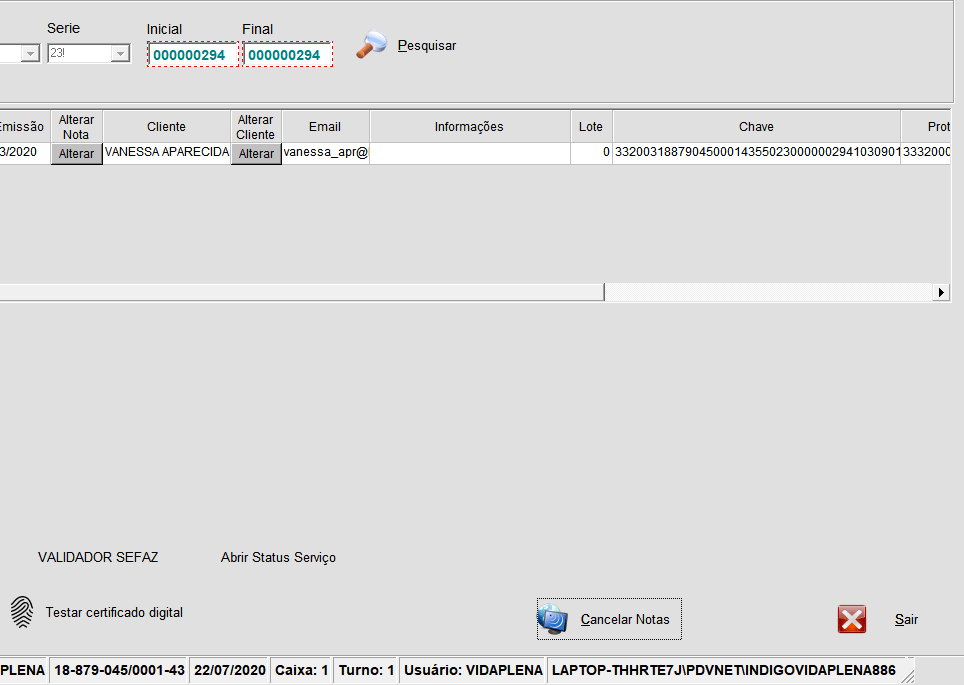 Serie
Inicial
Final
23!
000000294
000000294
Pesquisar
Emissão
Alterar
Nota
Cliente
Alterar
Cliente
Email
Informações
Lote
Chave
Prot
3/2020
Alterar
VANESSA APARECIDA
Alterar
vanessa_apr@
0
33200318879045000143550230000002941030901
3332000
VALIDADOR SEFAZ
Abrir Status Serviço
Testar certificado digital
Cancelar Notas
Sair
PLENA
18-879-045/0001-43
22/07/2020
Caixa: 1
Turno: 1
Usuário: VIDAPLENA
LAPTOP-THHRTE7J\PDVNET\INDIGOVIDAPLENA886